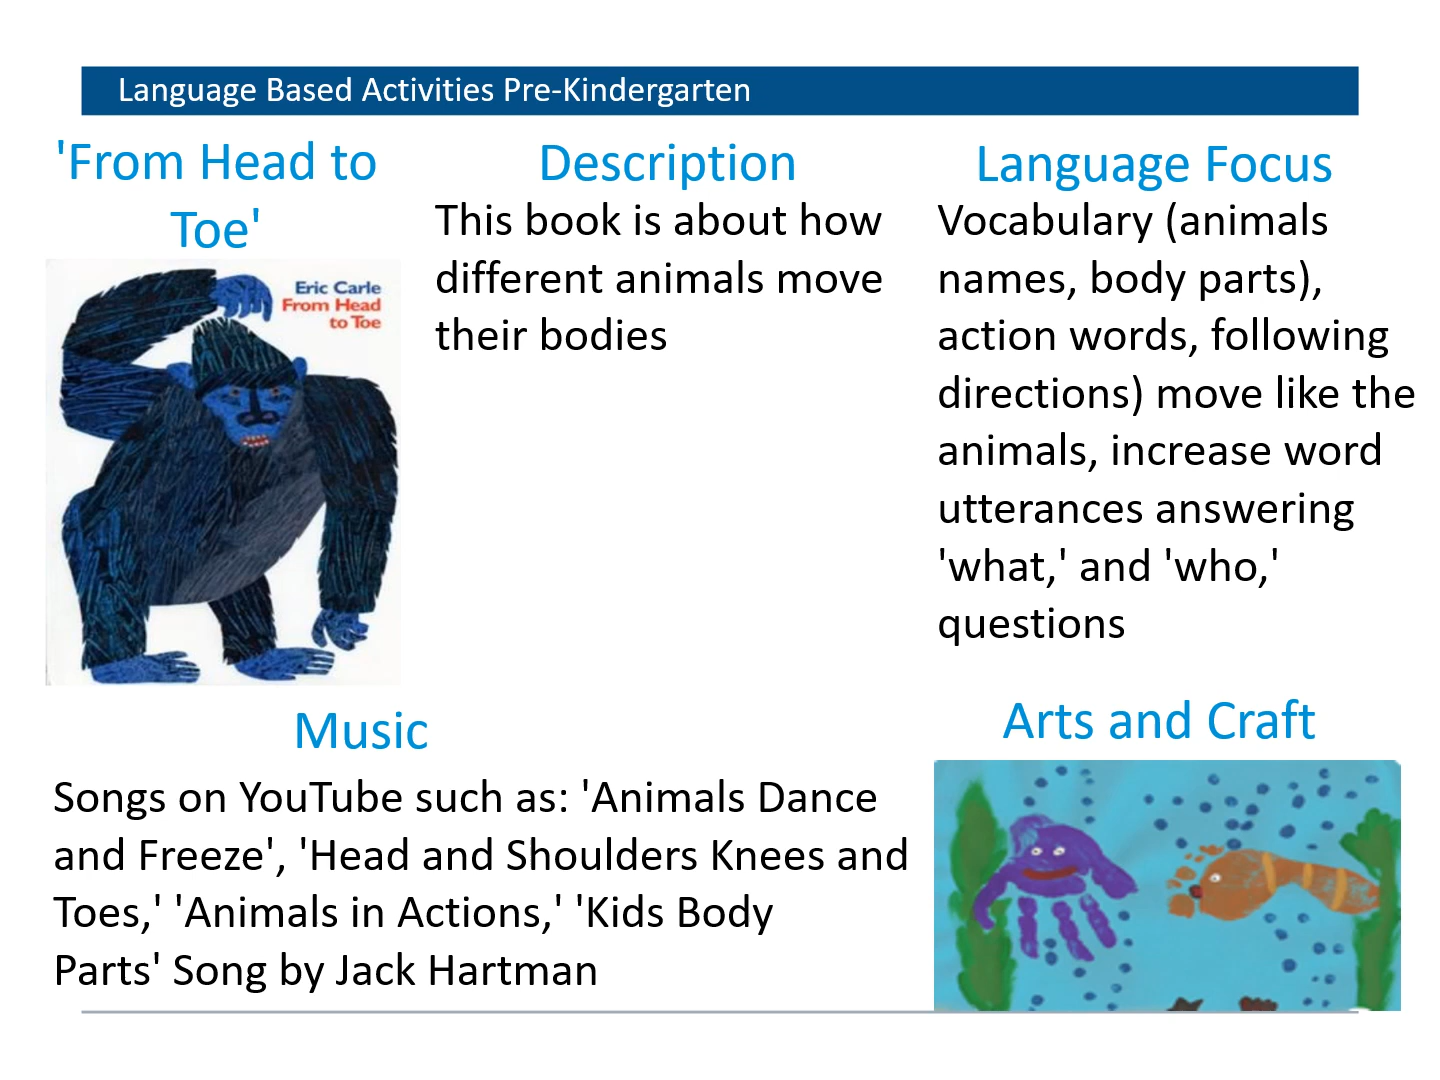 Language Based Activities Pre-Kindergarten
'From Head to
Toe'
Eric Carle
From Head
to Toe
Description
This book is about how
different animals move
their bodies
Language Focus
Vocabulary (animals
names, body parts),
action words, following
directions) move like the
animals, increase word
utterances answering
'what,' and 'who,'
questions
Music
Songs on YouTube such as: 'Animals Dance
and Freeze', 'Head and Shoulders Knees and
Toes,' 'Animals in Actions,' 'Kids Body
Parts' Song by Jack Hartman
Arts and Craft